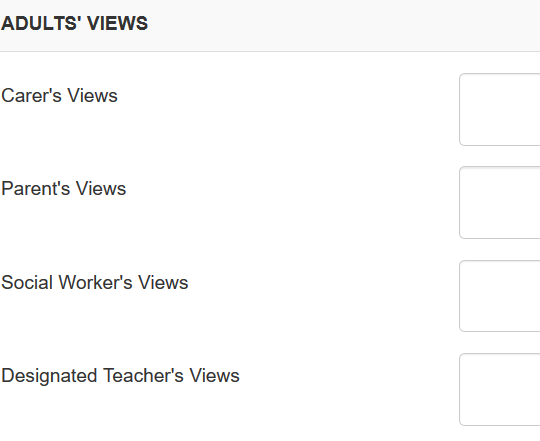 ADULTS' VIEWS
Carer's Views
Parent's Views
Social Worker's Views
Designated Teacher's Views